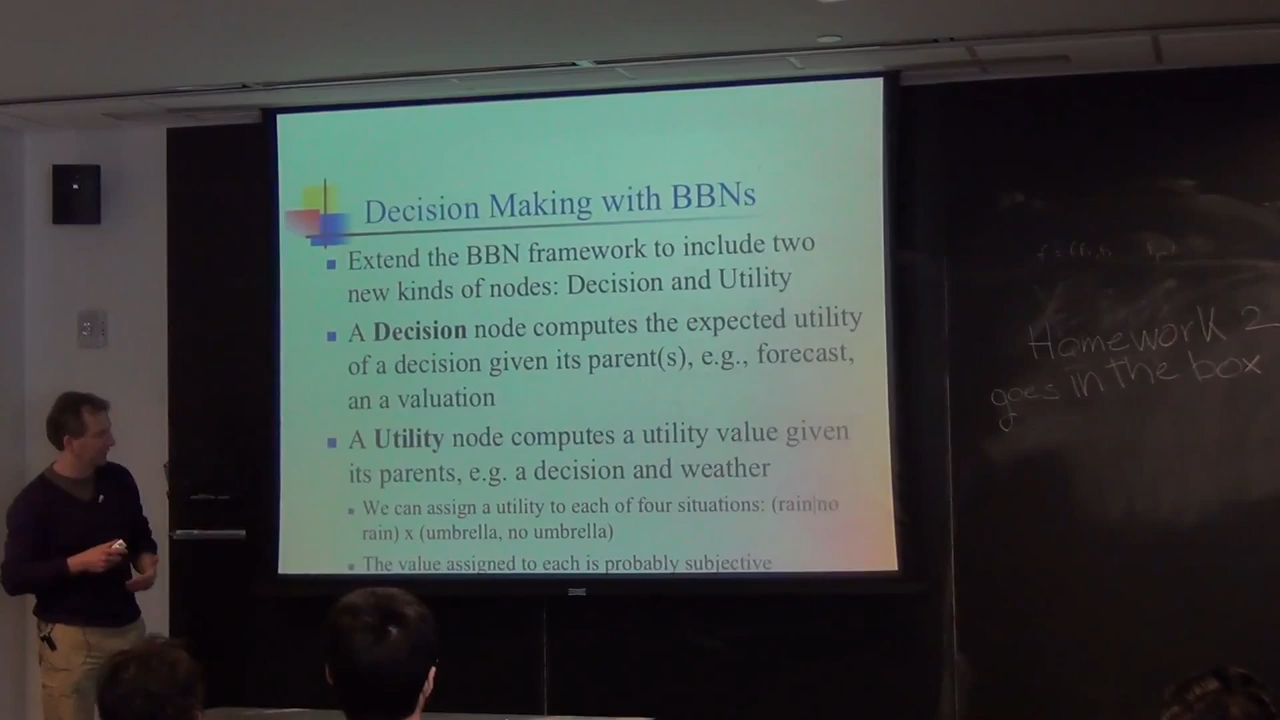 Decision Making with BBNs
Extend the BBN framework to include two
new kinds of nodes: Decision and Utility
A Decision node computes the expected utility
of a decision given its parent(s), e.g., forecast,
an a valuation
A Utility node computes a utility value given
its parents, e.g. a decision and weather
We can assign a utility to each of four situations: (rain|no
rain) x (umbrella, no umbrella)
The value assigned to each is probably subjective
Homework 2
goes in the box